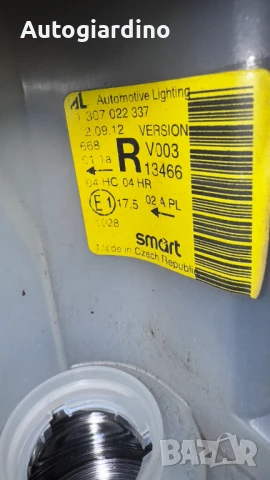 Autogiardino
AL Automotive Lighting
1 307 022 337
2.09.12 VERSION
668 R V003
13466
04 HC 04 HR
E1 17.5 02 A PL
smart
Made in Czech Republic
BAZAR
bg